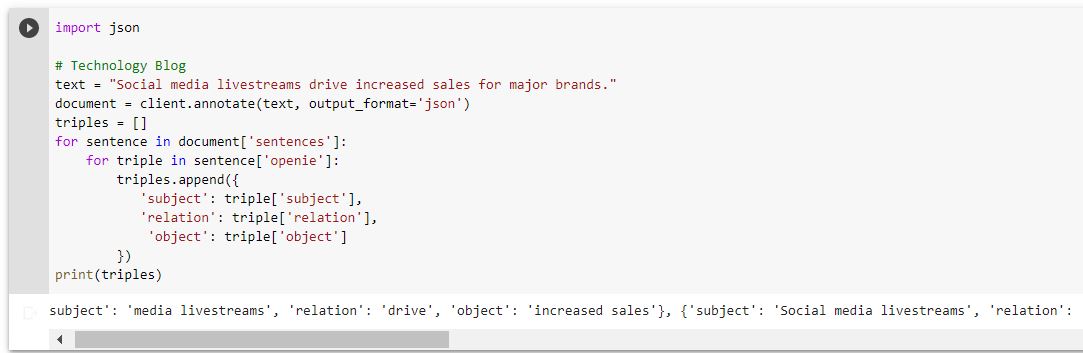 import json
# Technology Blog
text = "Social media livestreams drive increased sales for major brands."
document = client.annotate(text, output_format='json')
triples = []
for sentence in document['sentences']:
    for triple in sentence['openie']:
        triples.append({
           'subject': triple['subject'],
           'relation': triple['relation'],
            'object': triple['object']
        })
print(triples)
subject': 'media livestreams', 'relation': 'drive', 'object': 'increased sales'}, {'subject': 'Social media livestreams', 'relation':